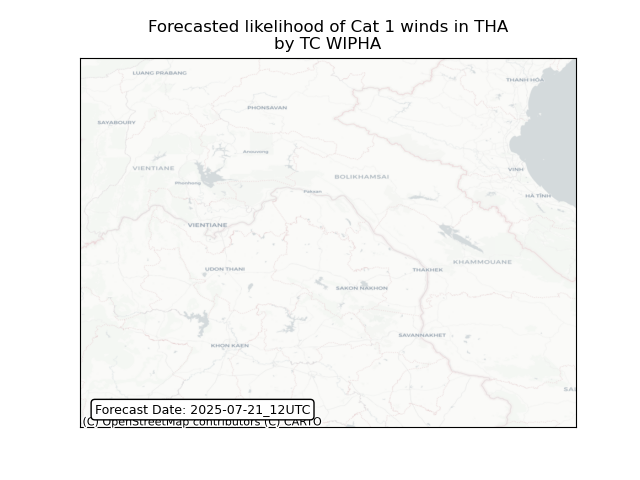 Forecasted likelihood of Cat 1 winds in THA
by TC WIPHA
LUANG PRABANG
THANH HÓA
PHONSAVAN
SAYABOURY
Anouvong
VIENTIANE
VINH
BOLIKHAMSAI
Phonhong
Pakxan
HÀ TĨNH
VIENTIANE
KHAMMOUANE
UDON THANI
THAKHEK
SAKON NAKHON
SAVANNAKHET
KHON KAEN
Forecast Date: 2025-07-21_12UTC
(C) OpenStreetMap contributors (C) CARTO